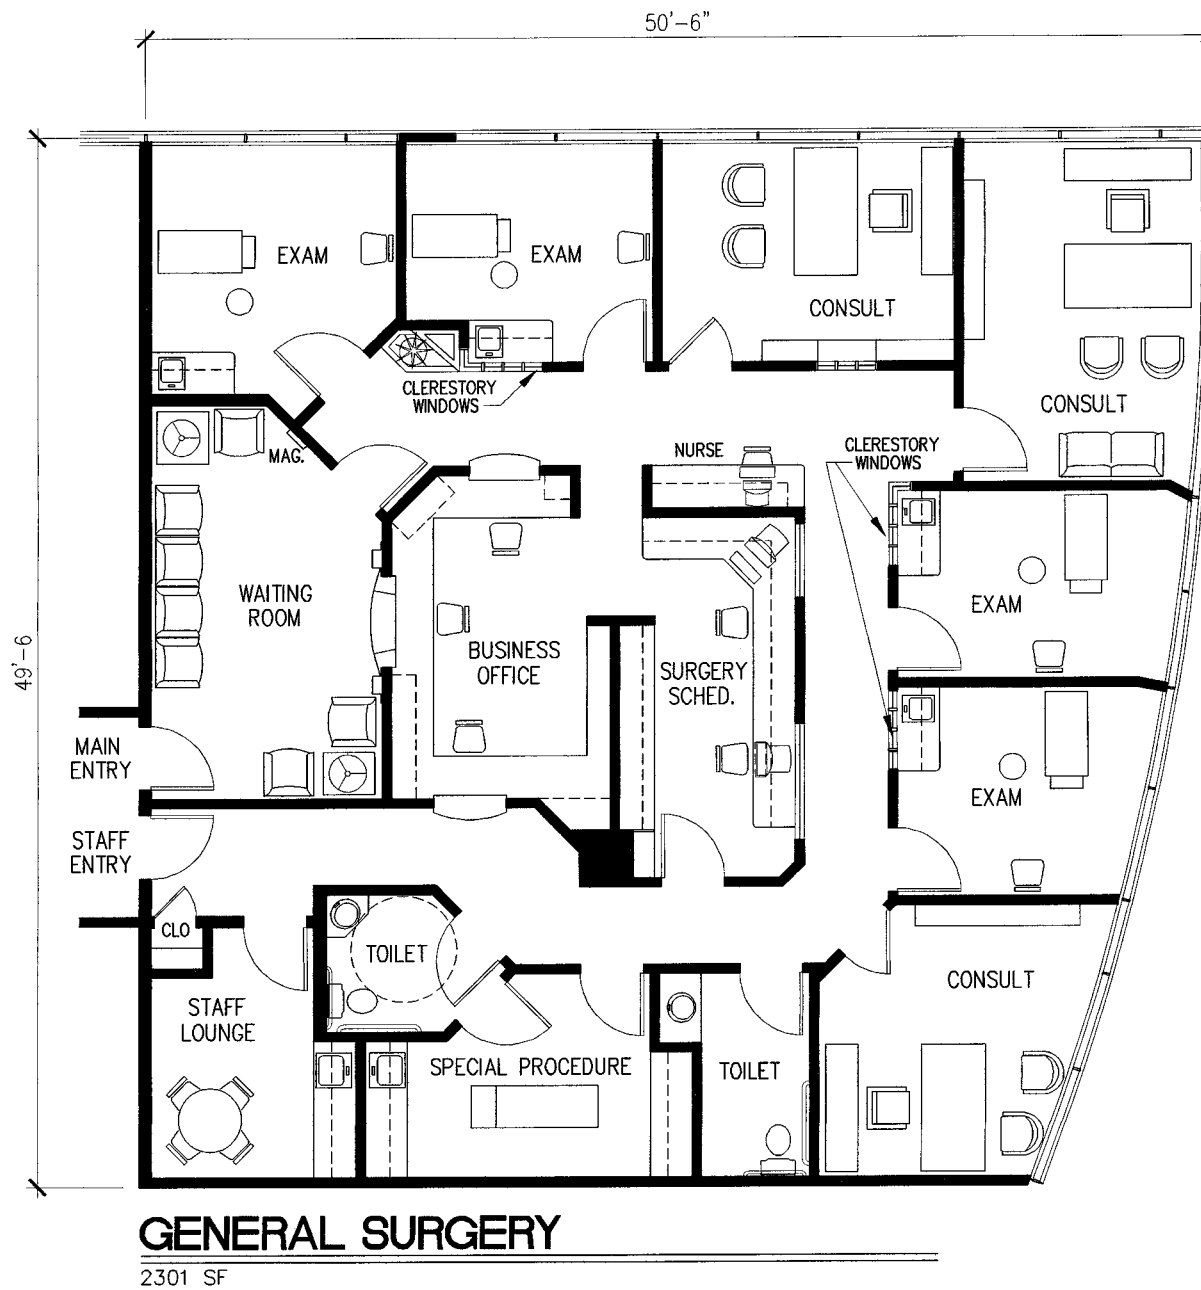 50'-6"
EXAM
EXAM
CONSULT
CONSULT
CLERESTORY
WINDOWS
MAG.
NURSE
CLERESTORY
WINDOWS
WAITING
ROOM
EXAM
BUSINESS
OFFICE
SURGERY
SCHED.
49'-6
MAIN
ENTRY
EXAM
STAFF
ENTRY
CLO
TOILET
CONSULT
STAFF
LOUNGE
SPECIAL PROCEDURE
TOILET
GENERAL SURGERY
2301 SF